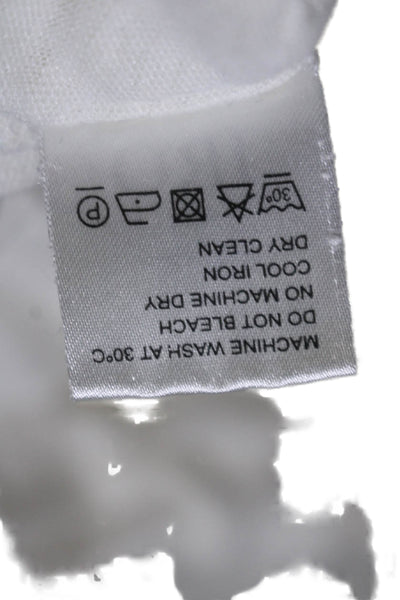 MACHINE WASH AT 30°C
DO NOT BLEACH
NO MACHINE DRY
COOL IRON
DRY CLEAN
30° P